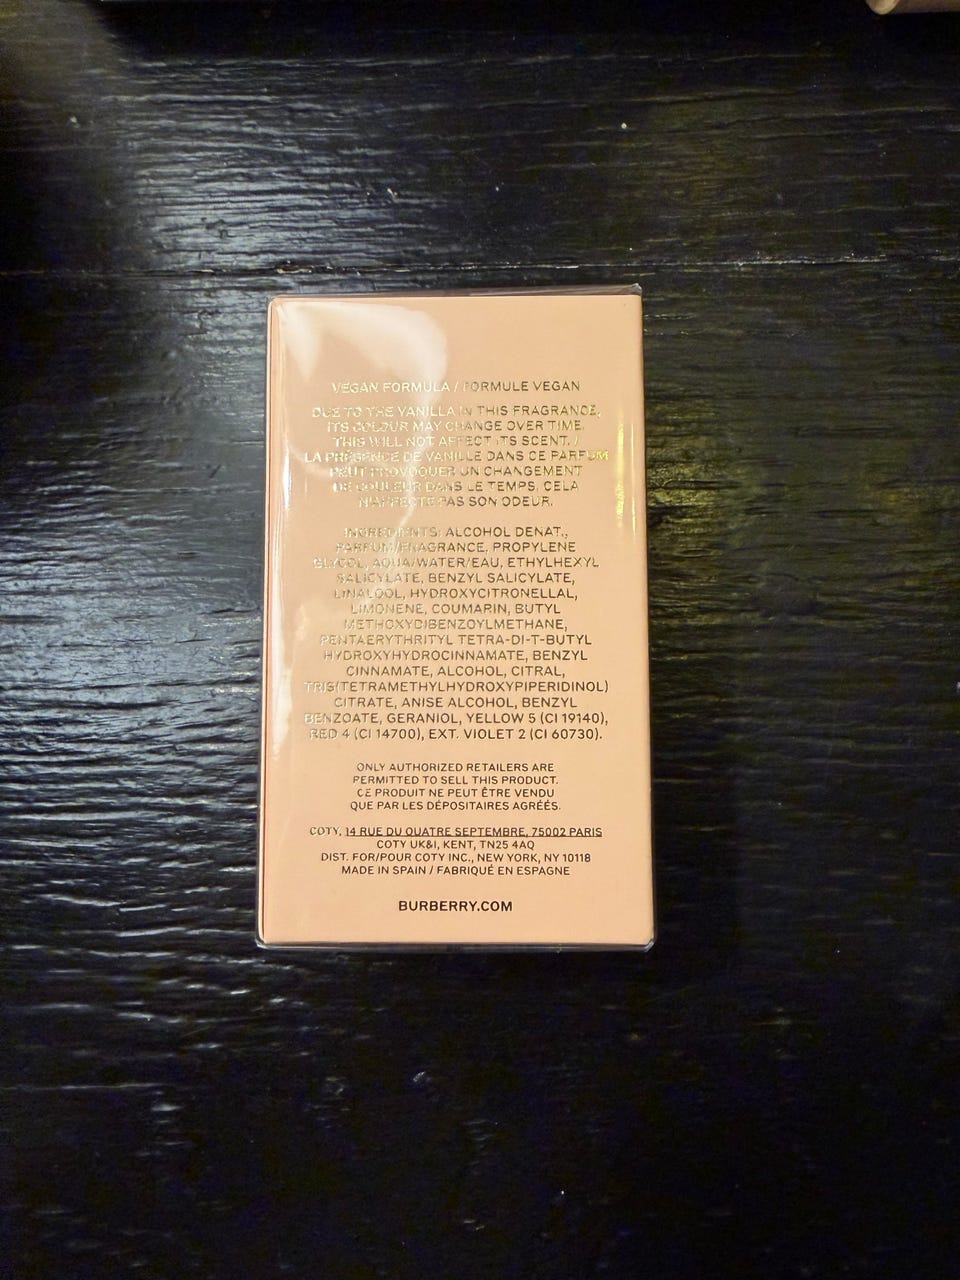 VEGAN FORMULA / FORMULE VEGAN
DUE TO THE VANILLA IN THIS FRAGRANCE,
ITS COLOUR MAY CHANGE OVER TIME.
THIS WILL NOT AFFECT ITS SCENT. /
LA PRÉSENCE DE VANILLE DANS CE PARFUM
PEUT PROVOQUER UN CHANGEMENT
DE COULEUR DANS LE TEMPS. CELA
N'AFFECTE PAS SON ODEUR.
INGREDIENTS: ALCOHOL DENAT.,
PARFUM/FRAGRANCE, PROPYLENE
GLYCOL, AQUA/WATER/EAU, ETHYLHEXYL
SALICYLATE, BENZYL SALICYLATE,
LINALOOL, HYDROXYCITRONELLAL,
LIMONENE, COUMARIN, BUTYL
METHOXYDIBENZOYLMETHANE,
PENTAERYTHRITYL TETRA-DI-T-BUTYL
HYDROXYHYDROCINNAMATE, BENZYL
CINNAMATE, ALCOHOL, CITRAL,
TRIS(TETRAMETHYLHYDROXYPIPERIDINOL)
CITRATE, ANISE ALCOHOL, BENZYL
BENZOATE, GERANIOL, YELLOW 5 (CI 19140),
RED 4 (CI 14700), EXT. VIOLET 2 (CI 60730).
ONLY AUTHORIZED RETAILERS ARE
PERMITTED TO SELL THIS PRODUCT.
CE PRODUIT NE PEUT ÊTRE VENDU
QUE PAR LES DÉPOSITAIRES AGRÉÉS.
COTY, 14 RUE DU QUATRE SEPTEMBRE, 75002 PARIS
COTY UK&I, KENT, TN25 4AQ
DIST. FOR/POUR COTY INC., NEW YORK, NY 10118
MADE IN SPAIN / FABRIQUÉ EN ESPAGNE
BURBERRY.COM